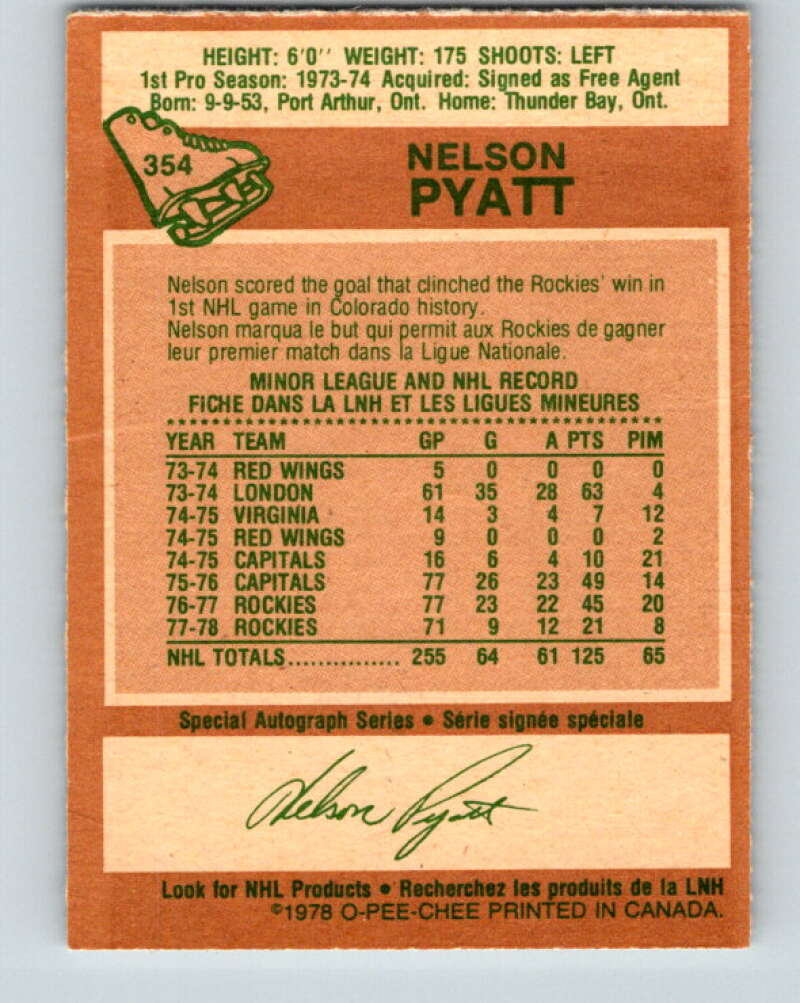 HEIGHT: 6'0'' WEIGHT: 175 SHOOTS: LEFT
1st Pro Season: 1973-74 Acquired: Signed as Free Agent
Born: 9-9-53, Port Arthur, Ont. Home: Thunder Bay, Ont.
354
NELSON
PYATT
Nelson scored the goal that clinched the Rockies' win in
1st NHL game in Colorado history.
Nelson marqua le but qui permit aux Rockies de gagner
leur premier match dans la Ligue Nationale.
MINOR LEAGUE AND NHL RECORD
FICHE DANS LA LNH ET LES LIGUES MINEURES
YEAR TEAM GP G A PTS PIM
73-74 RED WINGS 5 0 0 0 0
73-74 LONDON 61 35 28 63 4
74-75 VIRGINIA 14 3 4 7 12
74-75 RED WINGS 9 0 0 0 2
74-75 CAPITALS 16 6 4 10 21
75-76 CAPITALS 77 26 23 49 14
76-77 ROCKIES 77 23 22 45 20
77-78 ROCKIES 71 9 12 21 8
NHL TOTALS............... 255 64 61 125 65
Special Autograph Series • Série signée spéciale
Nelson Pyatt
Look for NHL Products • Recherchez les produits de la LNH
©1978 O-PEE-CHEE PRINTED IN CANADA.